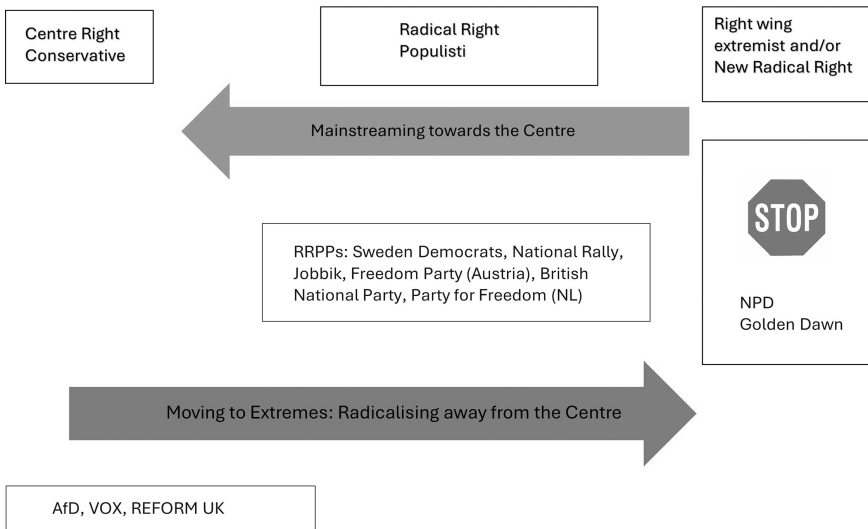 Centre Right
Conservative
Radical Right
Populisti
Right wing
extremist and/or
New Radical Right
Mainstreaming towards the Centre
STOP
RRPPs: Sweden Democrats, National Rally,
Jobbik, Freedom Party (Austria), British
National Party, Party for Freedom (NL)
NPD
Golden Dawn
Moving to Extremes: Radicalising away from the Centre
AfD, VOX, REFORM UK